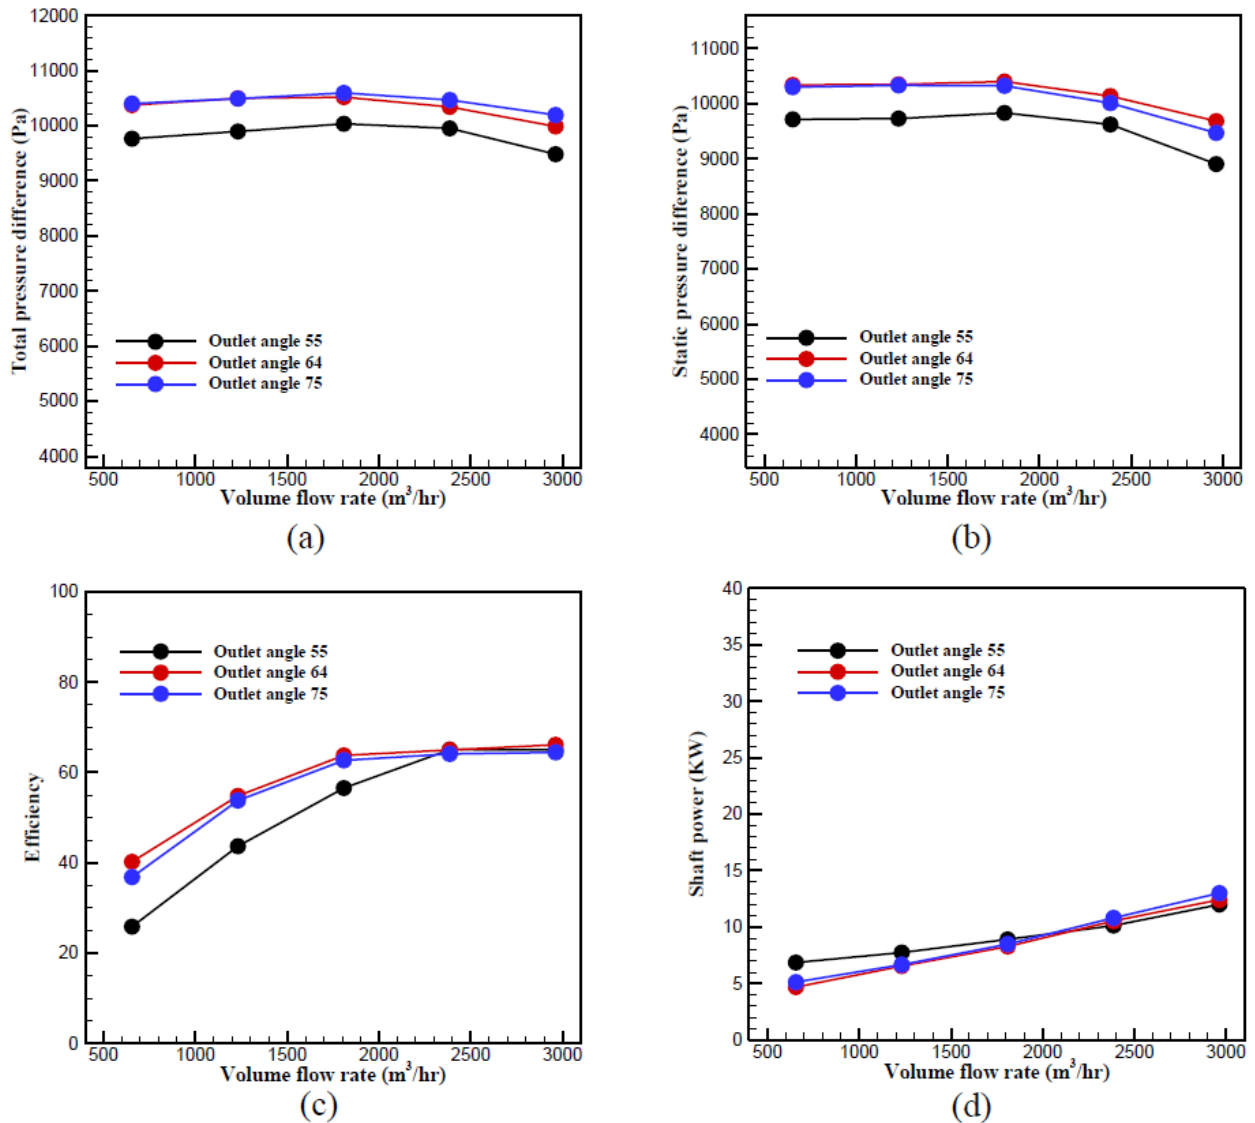 12000
11000
10000
9000
8000
7000
6000
5000
4000
Total pressure difference (Pa)
Outlet angle 55
Outlet angle 64
Outlet angle 75
500 1000 1500 2000 2500 3000
Volume flow rate (m³/hr)
(a)
11000
10000
9000
8000
7000
6000
5000
4000
Static pressure difference (Pa)
Outlet angle 55
Outlet angle 64
Outlet angle 75
500 1000 1500 2000 2500 3000
Volume flow rate (m³/hr)
(b)
100
80
60
40
20
0
Efficiency
Outlet angle 55
Outlet angle 64
Outlet angle 75
500 1000 1500 2000 2500 3000
Volume flow rate (m³/hr)
(c)
40
35
30
25
20
15
10
5
0
Shaft power (KW)
Outlet angle 55
Outlet angle 64
Outlet angle 75
500 1000 1500 2000 2500 3000
Volume flow rate (m³/hr)
(d)